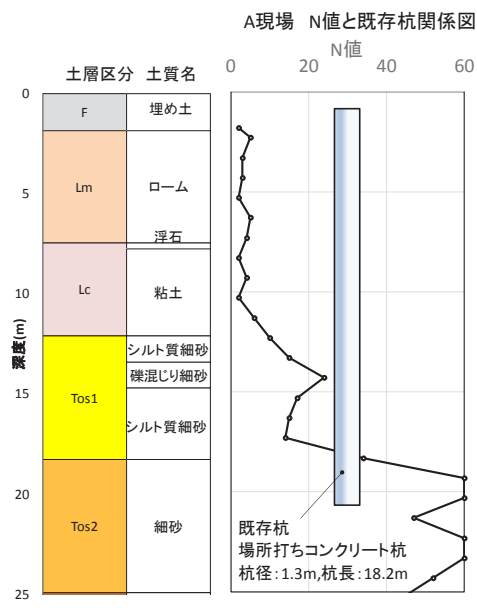 A現場 N値と既存杭関係図
N値
土層区分 土質名
0 20 40 60
0
F 埋め土
Lm ローム
5
浮石
Lc 粘土
10
深度(m)
シルト質細砂
礫混じり細砂
Tos1
15
シルト質細砂
20
Tos2 細砂
25
既存杭
場所打ちコンクリート杭
杭径:1.3m,杭長:18.2m